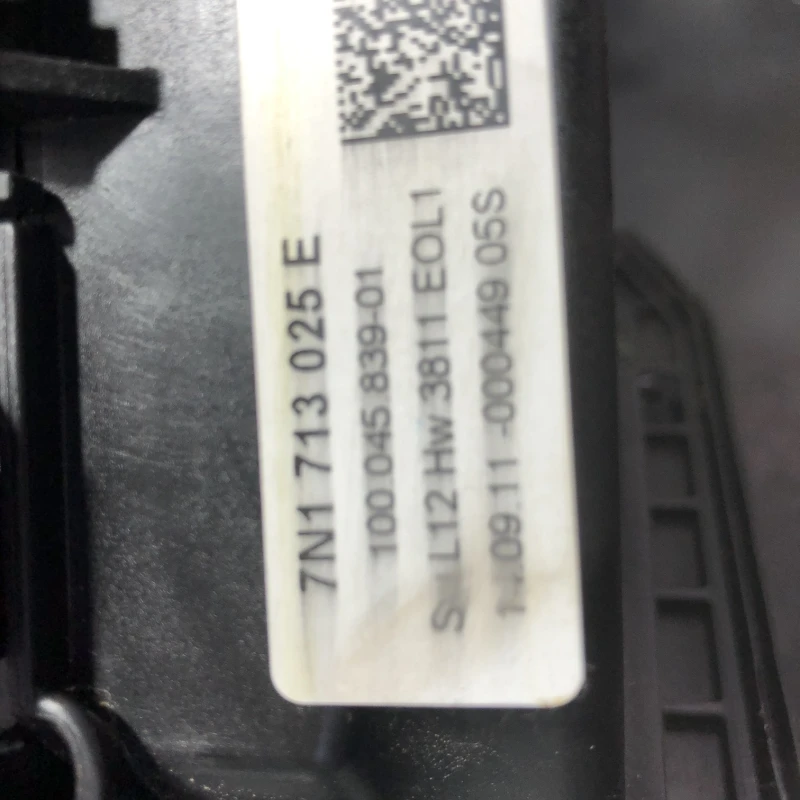 7N1 713 025 E
100 045 839-01
L12 Hw 3811 EOL1
.09.11 -000449 05S